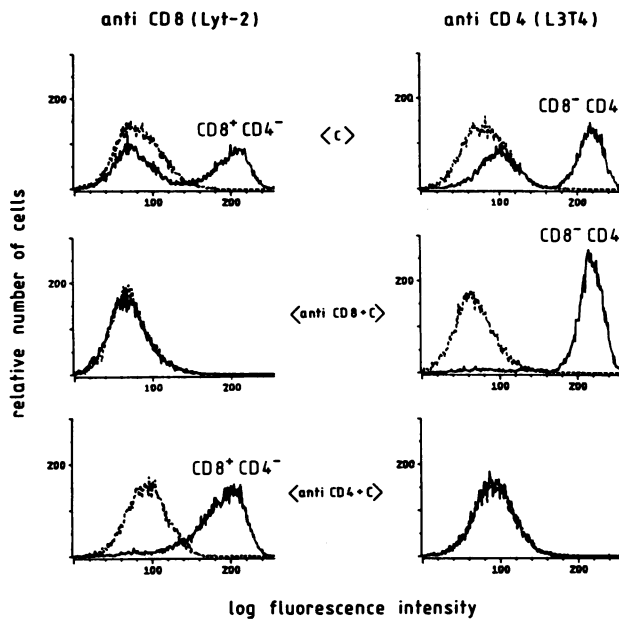 anti CD8 (Lyt-2)
anti CD4 (L3T4)
200
CD8⁺ CD4⁻
100
200
⟨C⟩
200
CD8⁻ CD4
100
200
200
100
200
⟨anti CD8+C⟩
200
CD8⁻ CD4
100
200
200
CD8⁺ CD4⁻
100
200
⟨anti CD4+C⟩
200
100
200
relative number of cells
log fluorescence intensity